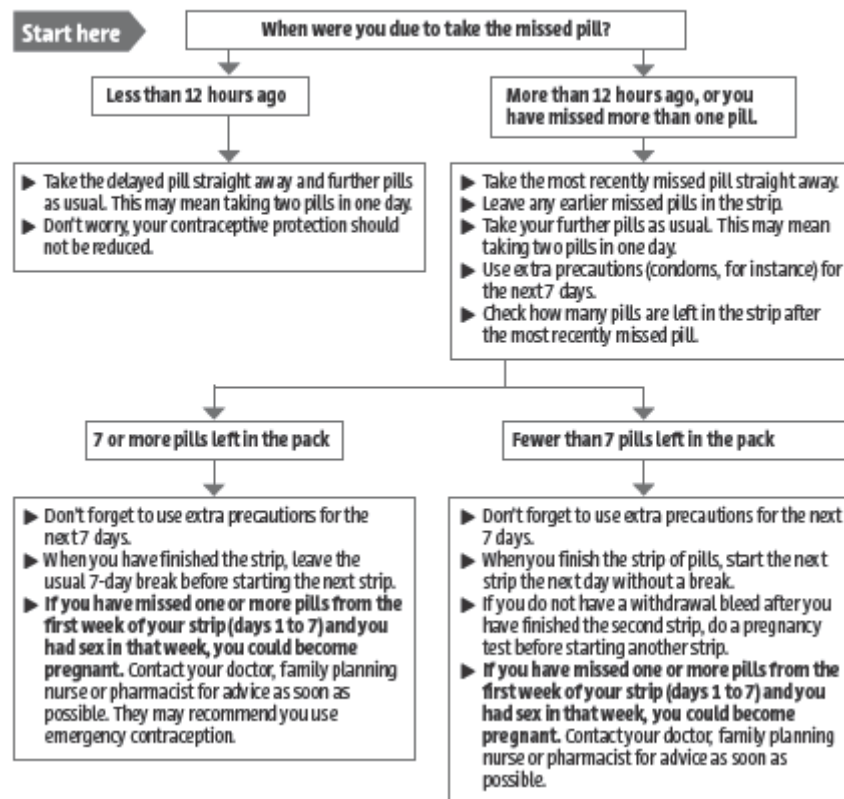 Start here
When were you due to take the missed pill?
Less than 12 hours ago
More than 12 hours ago, or you
have missed more than one pill.
▶ Take the delayed pill straight away and further pills
as usual. This may mean taking two pills in one day.
▶ Don't worry, your contraceptive protection should
not be reduced.
▶ Take the most recently missed pill straight away.
▶ Leave any earlier missed pills in the strip.
▶ Take your further pills as usual. This may mean
taking two pills in one day.
▶ Use extra precautions (condoms, for instance) for
the next 7 days.
▶ Check how many pills are left in the strip after
the most recently missed pill.
7 or more pills left in the pack
Fewer than 7 pills left in the pack
▶ Don't forget to use extra precautions for the
next 7 days.
▶ When you have finished the strip, leave the
usual 7-day break before starting the next strip.
▶ If you have missed one or more pills from the
first week of your strip (days 1 to 7) and you
had sex in that week, you could become
pregnant. Contact your doctor, family planning
nurse or pharmacist for advice as soon as
possible. They may recommend you use
emergency contraception.
▶ Don't forget to use extra precautions for the next
7 days.
▶ When you finish the strip of pills, start the next
strip the next day without a break.
▶ If you do not have a withdrawal bleed after you
have finished the second strip, do a pregnancy
test before starting another strip.
▶ If you have missed one or more pills from the
first week of your strip (days 1 to 7) and you
had sex in that week, you could become
pregnant. Contact your doctor, family planning
nurse or pharmacist for advice as soon as
possible.